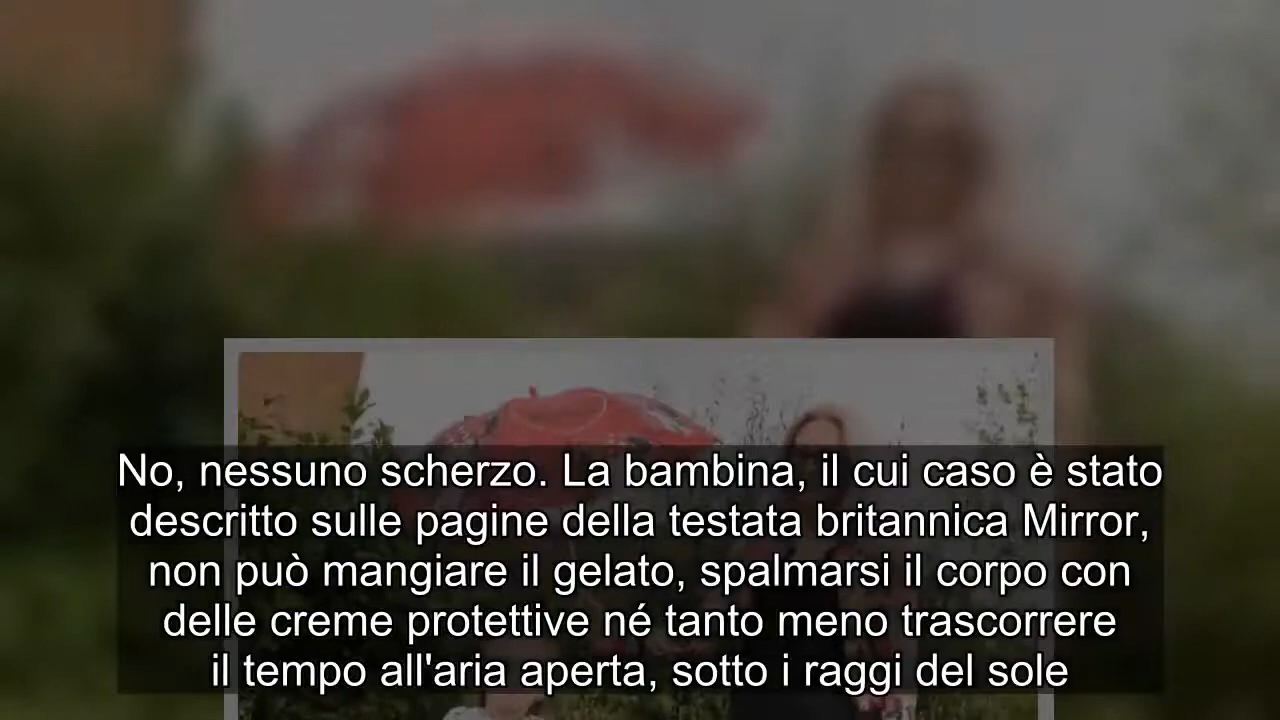 No, nessuno scherzo. La bambina, il cui caso è stato
descritto sulle pagine della testata britannica Mirror,
non può mangiare il gelato, spalmarsi il corpo con
delle creme protettive né tanto meno trascorrere
il tempo all'aria aperta, sotto i raggi del sole